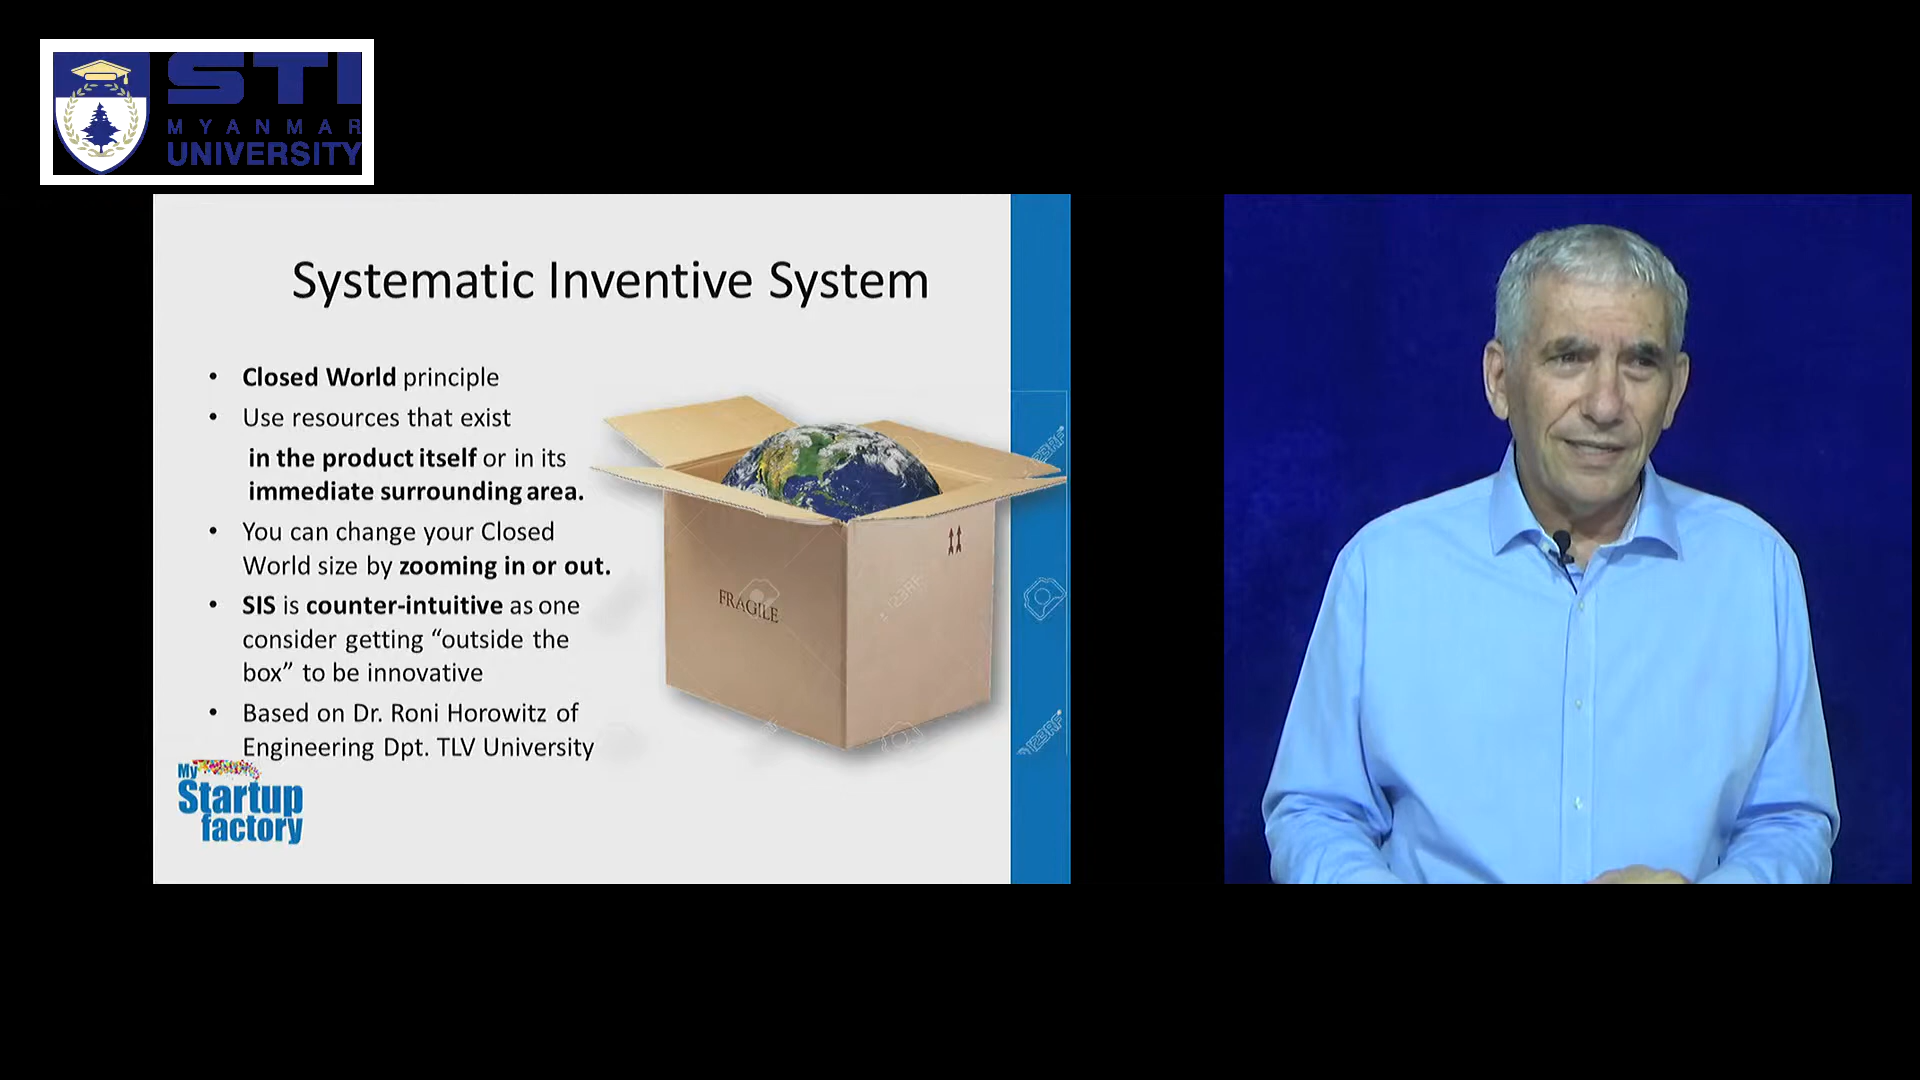 STI
MYANMAR
UNIVERSITY
Systematic Inventive System
• Closed World principle
• Use resources that exist
in the product itself or in its
immediate surrounding area.
• You can change your Closed
World size by zooming in or out.
• SIS is counter-intuitive as one
consider getting “outside the
box” to be innovative
• Based on Dr. Roni Horowitz of
Engineering Dpt. TLV University
FRAGILE
123RF
123RF
123RF
My
Startup
factory